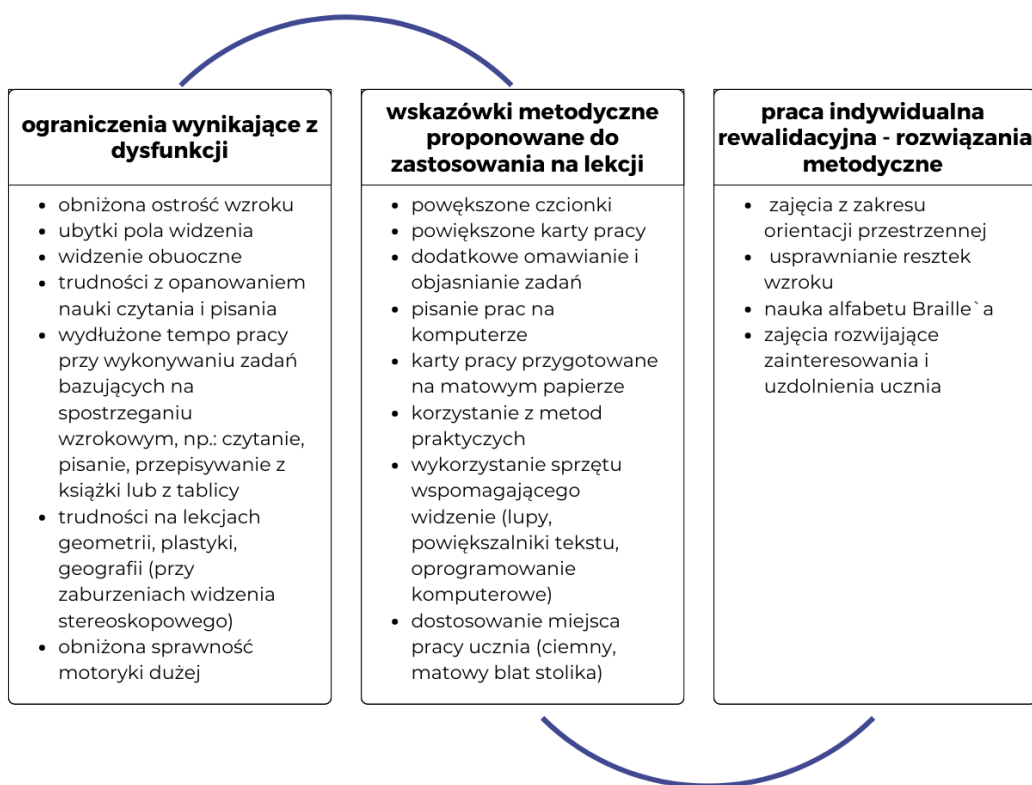 ograniczenia wynikające z
dysfunkcji
• obniżona ostrość wzroku
• ubytki pola widzenia
• widzenie obuoczne
• trudności z opanowaniem
nauki czytania i pisania
• wydłużone tempo pracy
przy wykonywaniu zadań
bazujących na
spostrzeganiu
wzrokowym, np.: czytanie,
pisanie, przepisywanie z
książki lub z tablicy
• trudności na lekcjach
geometrii, plastyki,
geografii (przy
zaburzeniach widzenia
stereoskopowego)
• obniżona sprawność
motoryki dużej
wskazówki metodyczne
proponowane do
zastosowania na lekcji
• powększone czcionki
• powiększone karty pracy
• dodatkowe omawianie i
objasnianie zadań
• pisanie prac na
komputerze
• karty pracy przygotowane
na matowym papierze
• korzystanie z metod
praktyczych
• wykorzystanie sprzętu
wspomagającego
widzenie (lupy,
powiększalniki tekstu,
oprogramowanie
komputerowe)
• dostosowanie miejsca
pracy ucznia (ciemny,
matowy blat stolika)
praca indywidualna
rewalidacyjna - rozwiązania
metodyczne
• zajęcia z zakresu
orientacji przestrzennej
• usprawnianie resztek
wzroku
• nauka alfabetu Braille`a
• zajęcia rozwijające
zainteresowania i
uzdolnienia ucznia